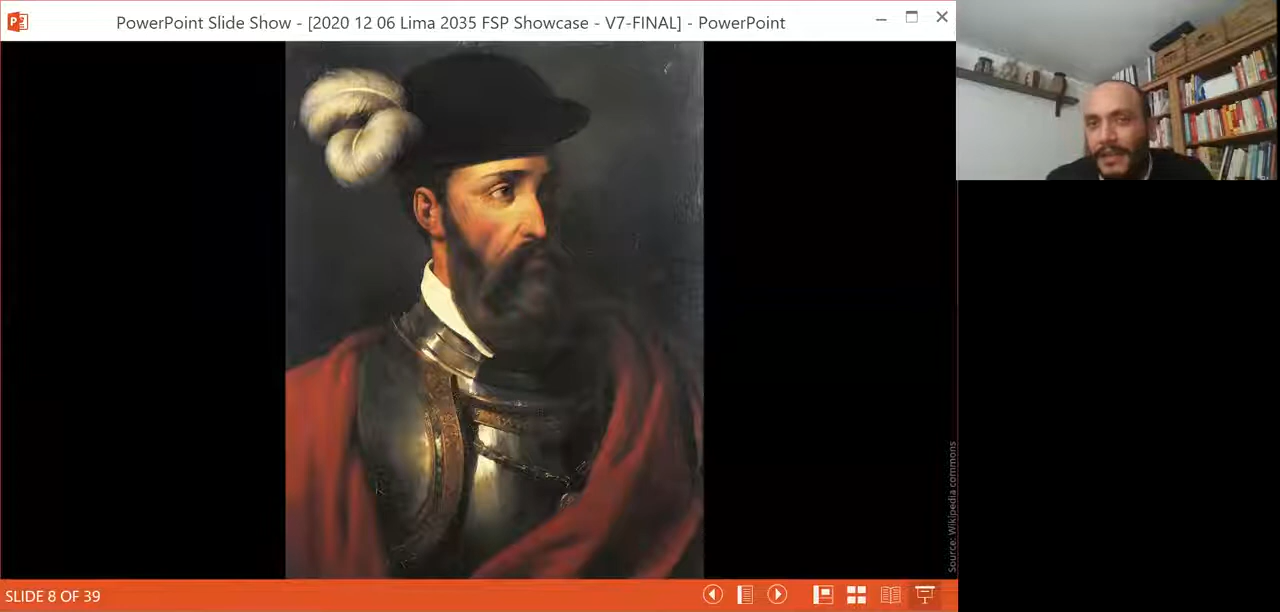 PowerPoint Slide Show - [2020 12 06 Lima 2035 FSP Showcase - V7-FINAL] - PowerPoint
Source: Wikipedia commons
SLIDE 8 OF 39